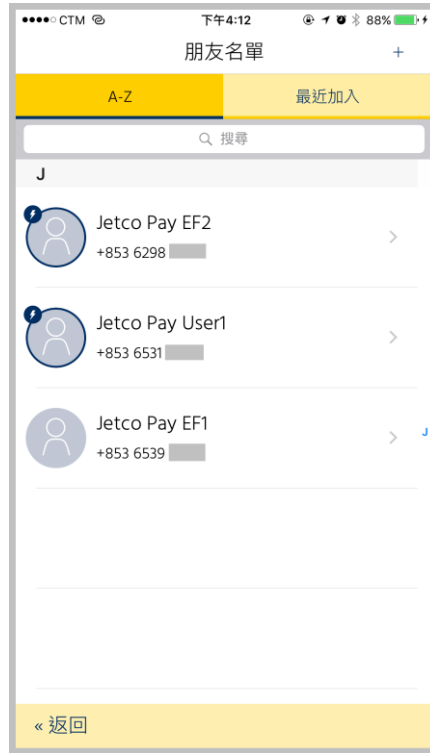 CTM 下午4:12 88%
朋友名單 +
A-Z 最近加入
搜尋
J
Jetco Pay EF2
+853 6298
Jetco Pay User1
+853 6531
Jetco Pay EF1
+853 6539
J
« 返回